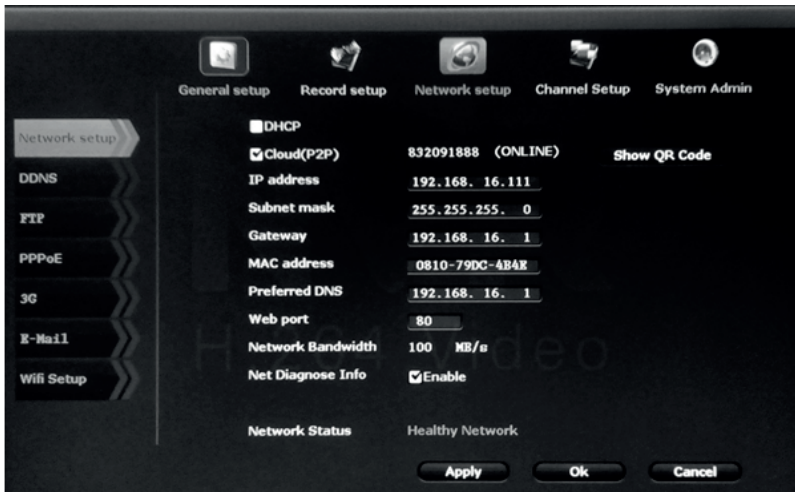 General setup Record setup Network setup Channel Setup System Admin
Network setup
DDNS
FTP
PPPoE
3G
E-Mail
Wifi Setup
DHCP
Cloud(P2P) 832091888 (ONLINE) Show QR Code
IP address 192.168. 16.111
Subnet mask 255.255.255. 0
Gateway 192.168. 16. 1
MAC address 0810-79DC-4B4E
Preferred DNS 192.168. 16. 1
Web port 80
Network Bandwidth 100 MB/s
Net Diagnose Info Enable
Network Status Healthy Network
Apply Ok Cancel
H.264 Video